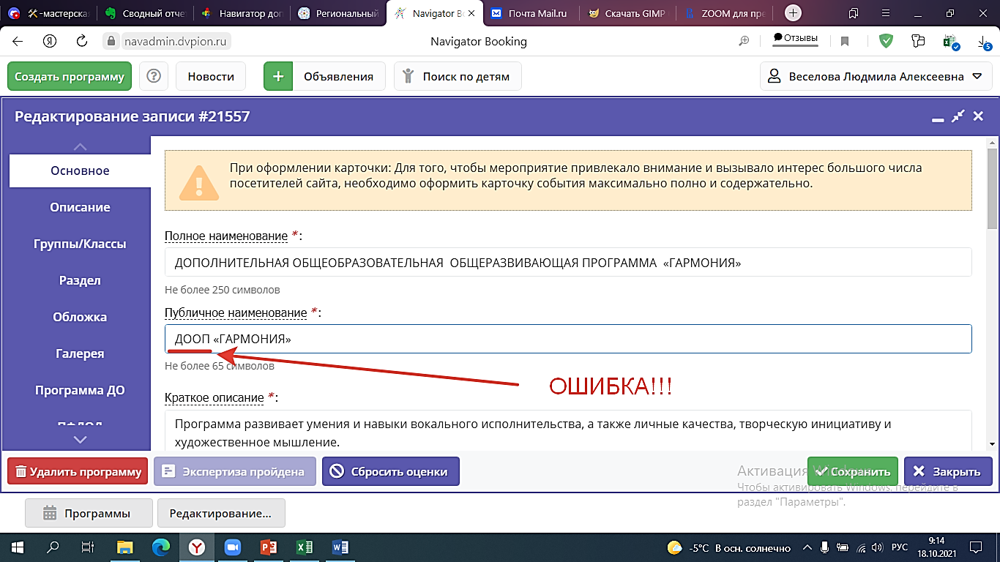 -мастерска
Сводный отче
Навигатор доп
Региональный
Navigator Bo
Почта Mail.ru
Скачать GIMP
ZOOM для пре
navadmin.dvpion.ru
Navigator Booking
Отзывы
5
Создать программу
?
Новости
+
Объявления
Поиск по детям
Веселова Людмила Алексеевна
Редактирование записи #21557
Основное
Описание
Группы/Классы
Раздел
Обложка
Галерея
Программа ДО
При оформлении карточки: Для того, чтобы мероприятие привлекало внимание и вызывало интерес большого числа
посетителей сайта, необходимо оформить карточку события максимально полно и содержательно.
Полное наименование *:
ДОПОЛНИТЕЛЬНАЯ ОБЩЕОБРАЗОВАТЕЛЬНАЯ ОБЩЕРАЗВИВАЮЩАЯ ПРОГРАММА «ГАРМОНИЯ»
Не более 250 символов
Публичное наименование *:
ДООП «ГАРМОНИЯ»
Не более 65 символов
ОШИБКА!!!
Краткое описание *:
Программа развивает умения и навыки вокального исполнительства, а также личные качества, творческую инициативу и
художественное мышление.
Удалить программу
Экспертиза пройдена
Сбросить оценки
Сохранить
Закрыть
Активация Windows
Чтобы активировать Windows, перейдите в
раздел "Параметры".
Программы
Редактирование...
-5°C В осн. солнечно
РУС
9:14
18.10.2021